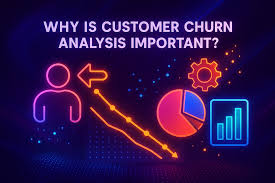 WHY IS CUSTOMER CHURN
ANALYSIS IMPORTANT?